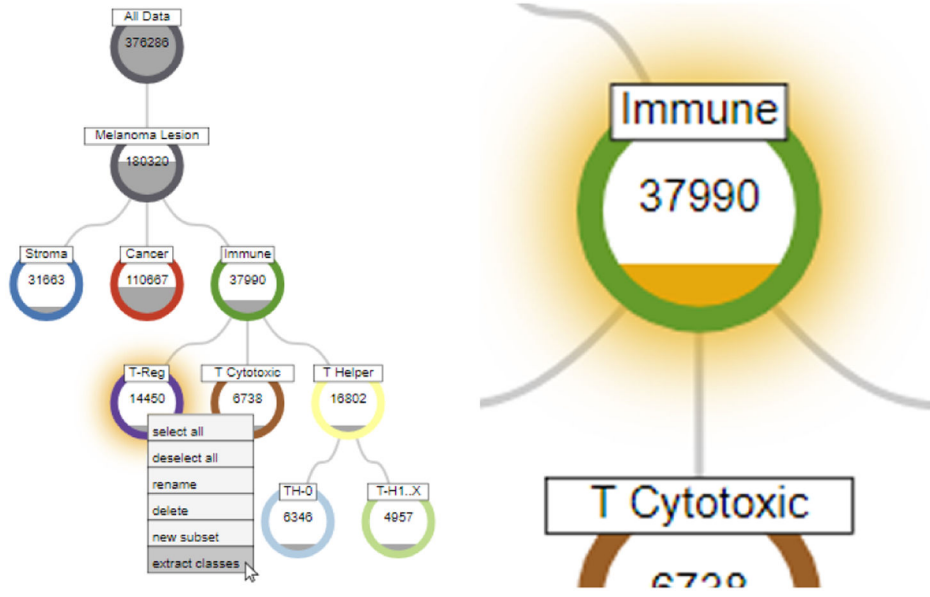 All Data
376286
Melanoma Lesion
180320
Stroma
31663
Cancer
110667
Immune
37990
T-Reg
14450
T Cytotoxic
6738
T Helper
16802
select all
deselect all
rename
delete
new subset
extract classes
TH-0
6346
T-H1..X
4957
Immune
37990
T Cytotoxic
6738